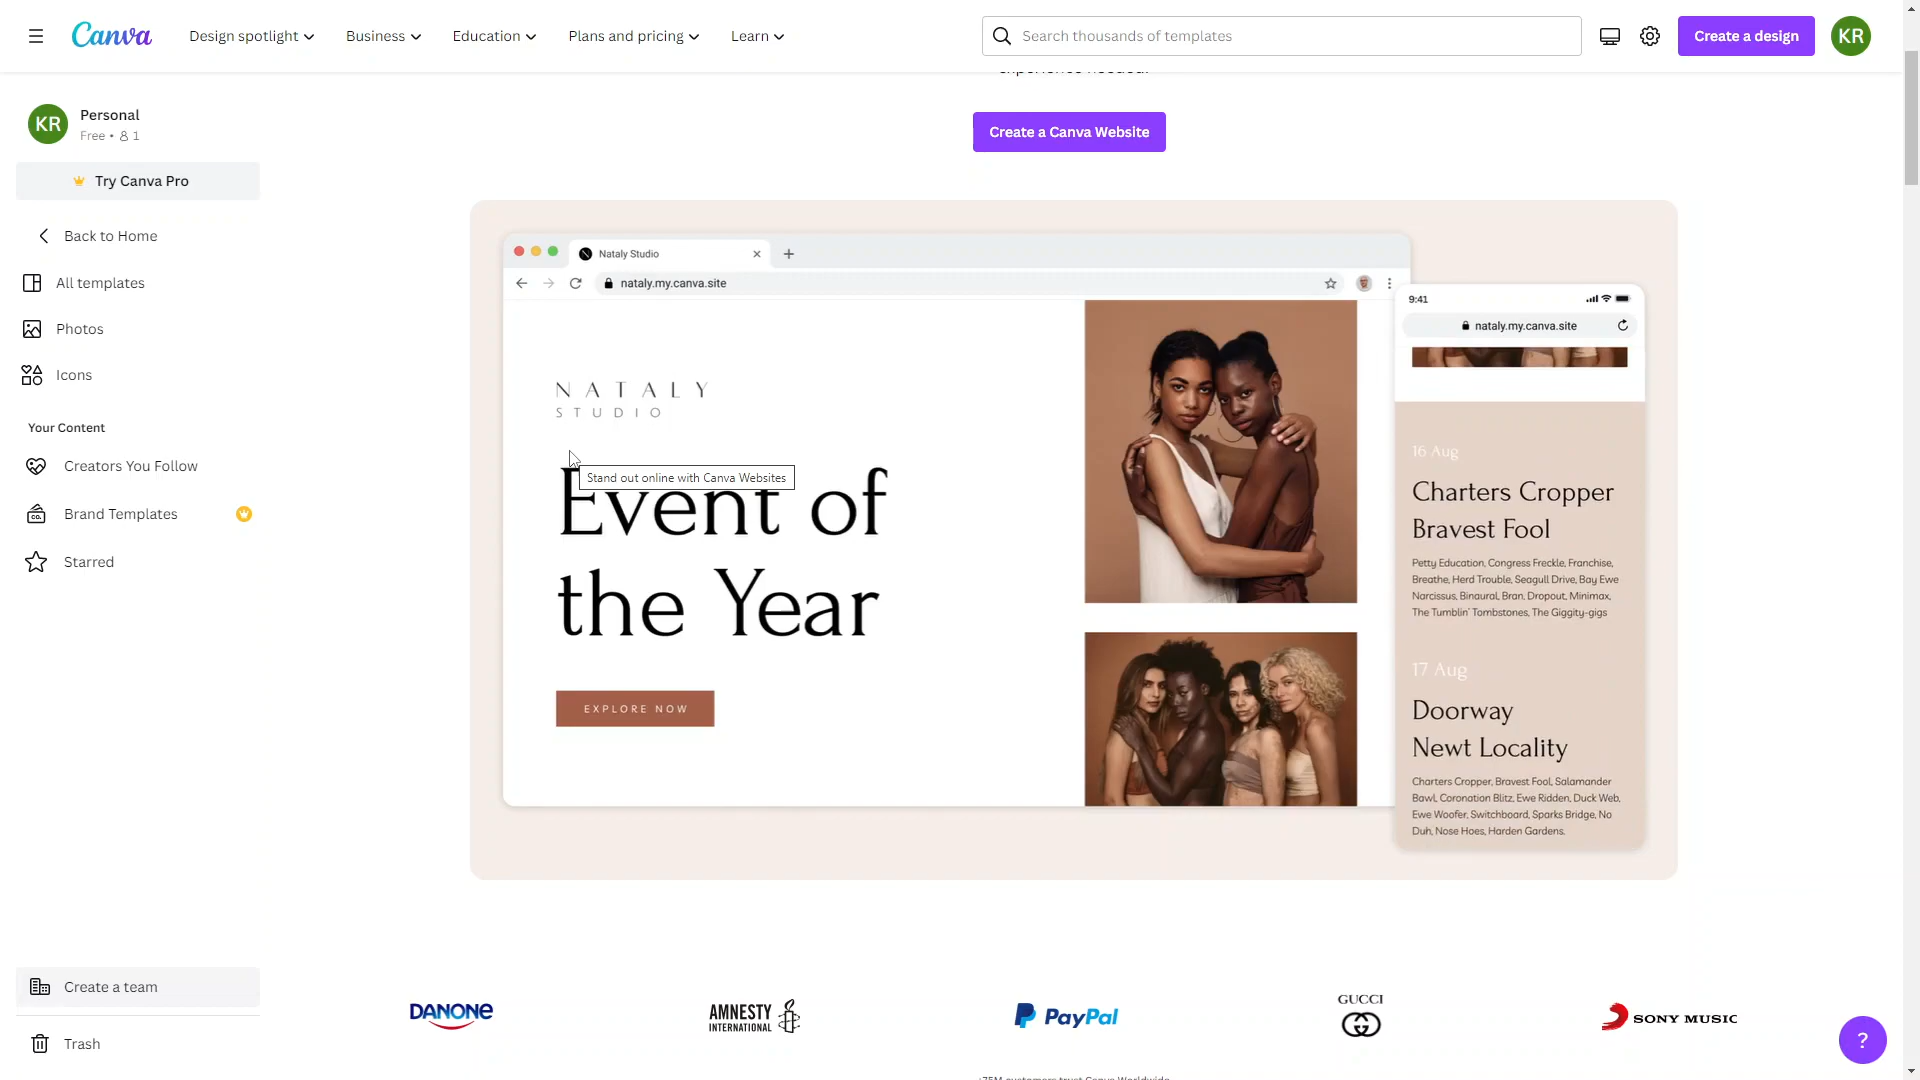 Canva
Design spotlight
Business
Education
Plans and pricing
Learn
Search thousands of templates
Create a design
KR
experience needed.
KR
Personal
Free • 1
Try Canva Pro
Create a Canva Website
Back to Home
All templates
Photos
Icons
Your Content
Creators You Follow
Brand Templates
Starred
Create a team
Trash
Nataly Studio
nataly.my.canva.site
NATALY
STUDIO
Stand out online with Canva Websites
Event of
the Year
EXPLORE NOW
9:41
nataly.my.canva.site
16 Aug
Charters Cropper
Bravest Fool
Petty Education, Congress Freckle, Franchise,
Breathe, Herd Trouble, Seagull Drive, Bay Ewe
Narcissus, Binaural, Bran, Dropout, Minimax,
The Tumblin' Tombstones, The Giggity-gigs
17 Aug
Doorway
Newt Locality
Charters Cropper, Bravest Fool, Salamander
Bawl, Coronation Blitz, Ewe Ridden, Duck Web,
Ewe Woofer, Switchboard, Sparks Bridge, No
Duh, Nose Hoes, Harden Gardens.
DANONE
AMNESTY
INTERNATIONAL
PayPal
GUCCI
SONY MUSIC
?
+75M customers trust Canva Worldwide